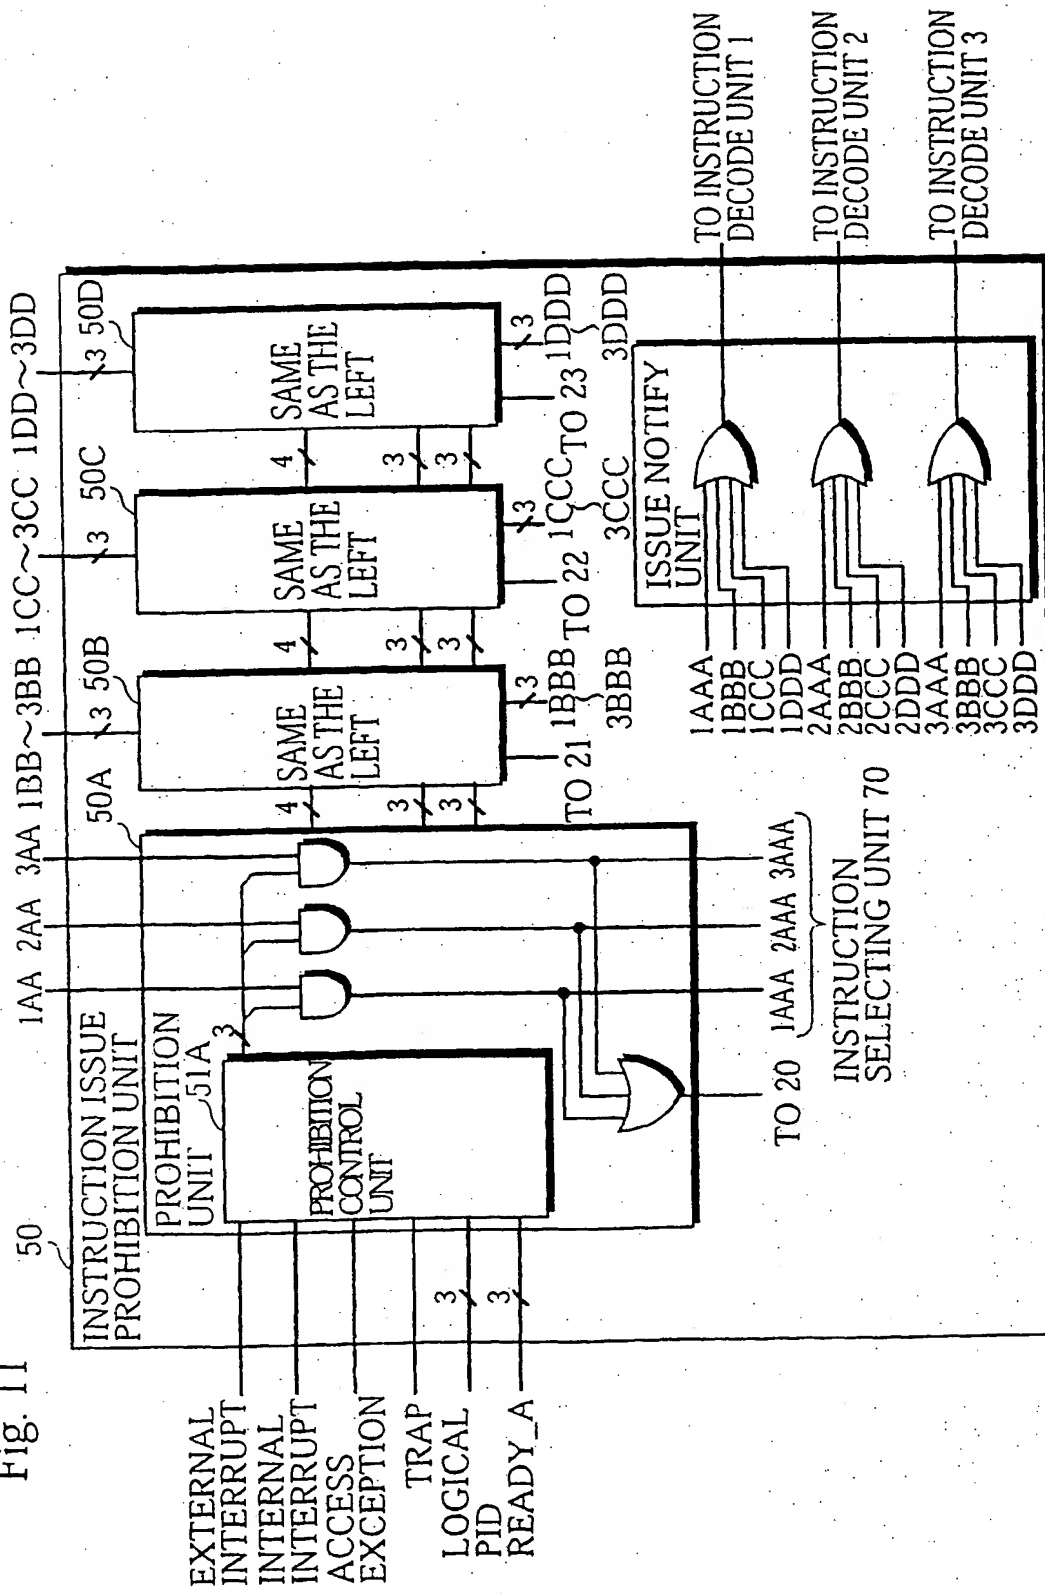 Fig. 11
50
INSTRUCTION ISSUE
PROHIBITION UNIT
1AA 2AA 3AA 1BB~3BB 1CC~3CC 1DD~3DD
50A
50B
50C
50D
3
3
3
PROHIBITION
UNIT
51A
3
PROHIBITION
CONTROL
UNIT
EXTERNAL
INTERRUPT
INTERNAL
INTERRUPT
ACCESS
EXCEPTION
TRAP
LOGICAL
PID
READY_A
3
3
4
3
3
SAME
AS THE
LEFT
4
3
3
SAME
AS THE
LEFT
4
3
3
SAME
AS THE
LEFT
TO 20
1AAA 2AAA 3AAA
INSTRUCTION
SELECTING UNIT 70
TO 21
3
1BBB
3BBB
TO 22
3
1CCC
3CCC
TO 23
3
1DDD
3DDD
ISSUE NOTIFY
UNIT
1AAA
1BBB
1CCC
1DDD
2AAA
2BBB
2CCC
2DDD
3AAA
3BBB
3CCC
3DDD
TO INSTRUCTION
DECODE UNIT 1
TO INSTRUCTION
DECODE UNIT 2
TO INSTRUCTION
DECODE UNIT 3